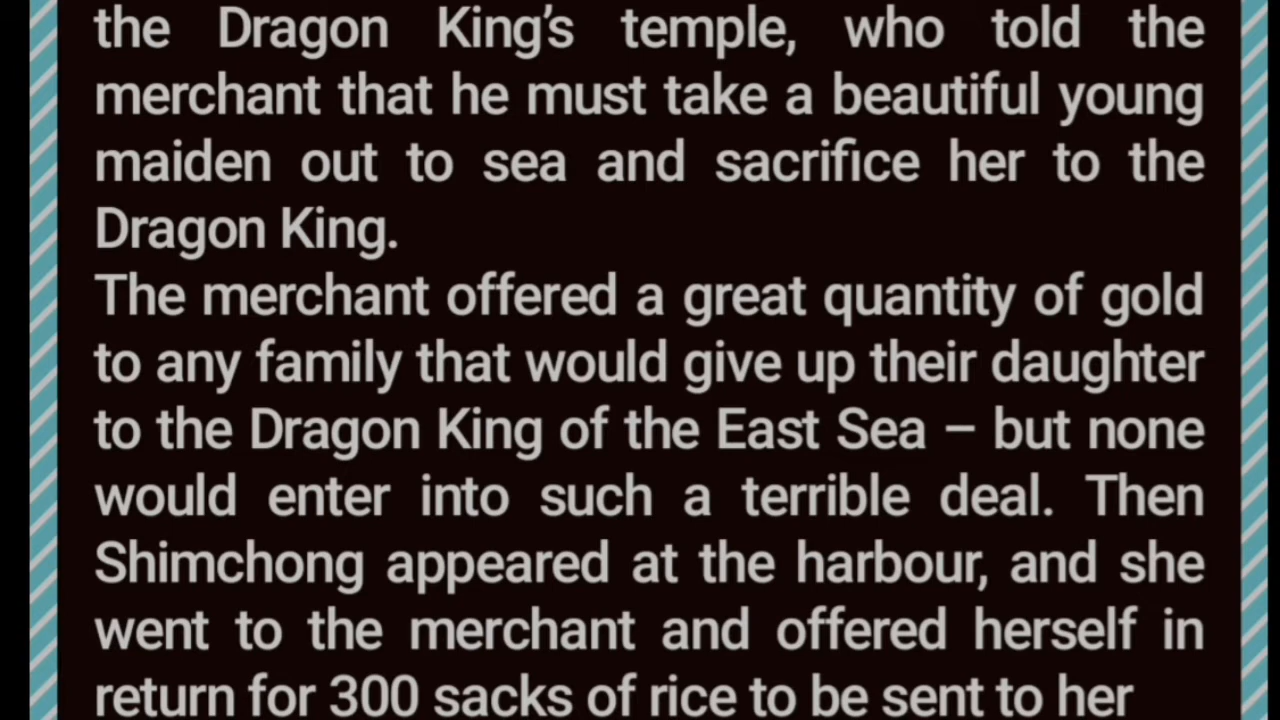 the Dragon King’s temple, who told the
merchant that he must take a beautiful young
maiden out to sea and sacrifice her to the
Dragon King.
The merchant offered a great quantity of gold
to any family that would give up their daughter
to the Dragon King of the East Sea – but none
would enter into such a terrible deal. Then
Shimchong appeared at the harbour, and she
went to the merchant and offered herself in
return for 300 sacks of rice to be sent to her